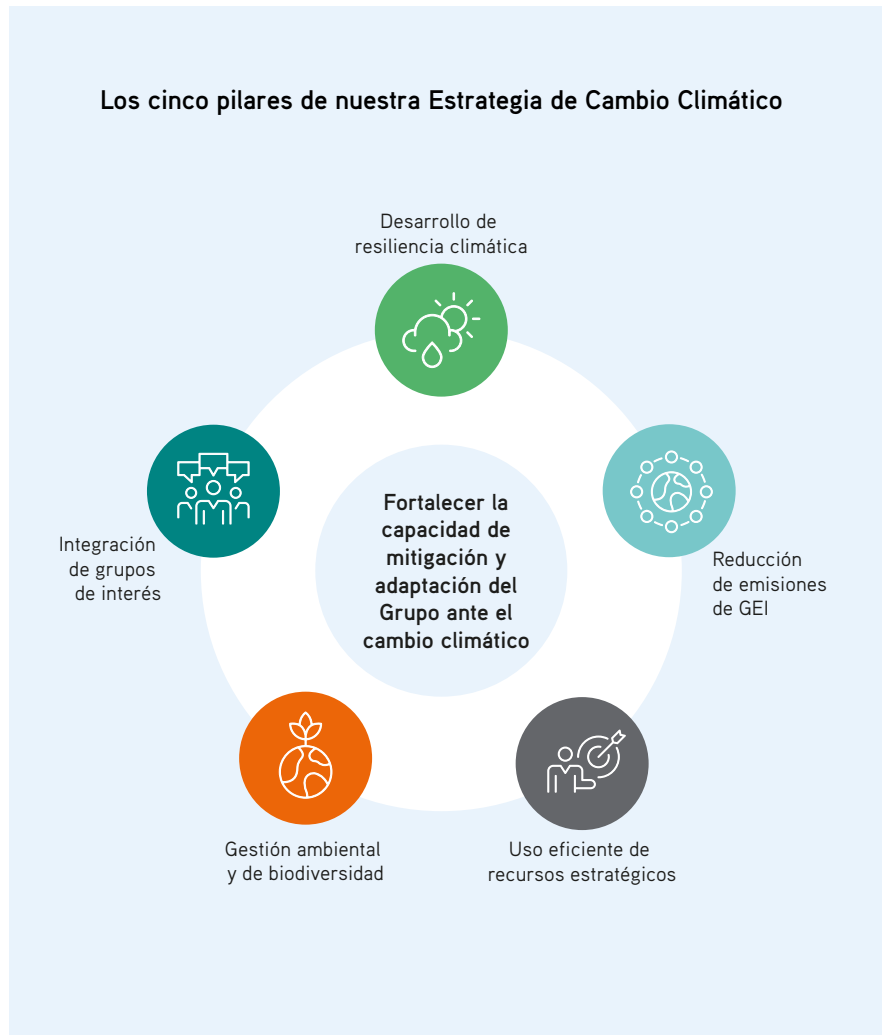 Los cinco pilares de nuestra Estrategia de Cambio Climático
Desarrollo de
resiliencia climática
Reducción
de emisiones
de GEI
Uso eficiente de
recursos estratégicos
Gestión ambiental
y de biodiversidad
Integración
de grupos
de interés
Fortalecer la
capacidad de
mitigación y
adaptación del
Grupo ante el
cambio climático